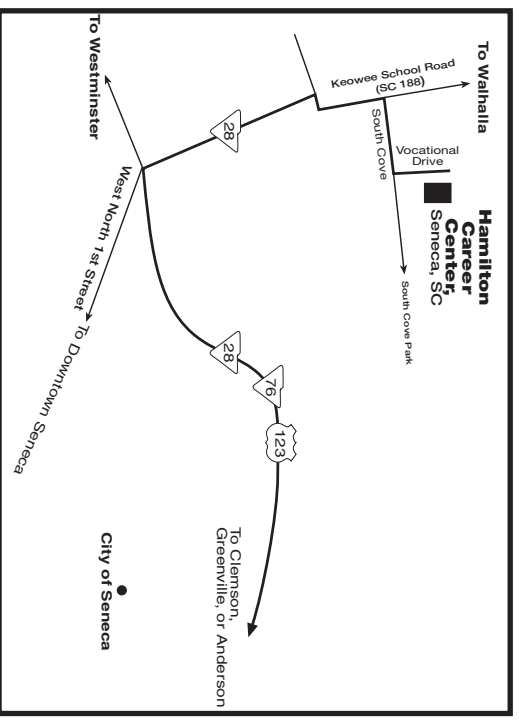 To Walhalla
Keowee School Road
(SC 188)
Vocational
Drive
South Cove
Hamilton
Career
Center,
Seneca, SC
South Cove Park
28
To Westminster
West North 1st Street
To Downtown Seneca
28
76
123
To Clemson,
Greenville, or Anderson
City of Seneca